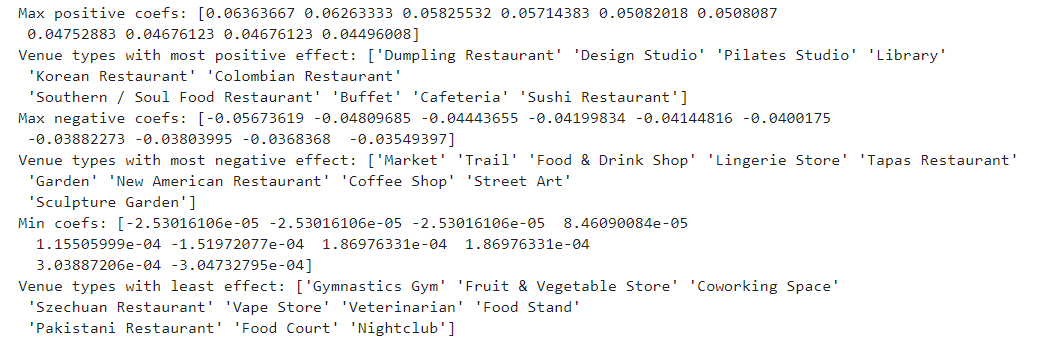 Max positive coefs: [0.06363667 0.06263333 0.05825532 0.05714383 0.05082018 0.0508087
0.04752883 0.04676123 0.04676123 0.04496008]
Venue types with most positive effect: ['Dumpling Restaurant' 'Design Studio' 'Pilates Studio' 'Library'
'Korean Restaurant' 'Colombian Restaurant'
'Southern / Soul Food Restaurant' 'Buffet' 'Cafeteria' 'Sushi Restaurant']
Max negative coefs: [-0.05673619 -0.04809685 -0.04443655 -0.04199834 -0.04144816 -0.0400175
-0.03882273 -0.03803995 -0.0368368  -0.03549397]
Venue types with most negative effect: ['Market' 'Trail' 'Food & Drink Shop' 'Lingerie Store' 'Tapas Restaurant'
'Garden' 'New American Restaurant' 'Coffee Shop' 'Street Art'
'Sculpture Garden']
Min coefs: [-2.53016106e-05 -2.53016106e-05 -2.53016106e-05  8.46090084e-05
1.15505999e-04 -1.51972077e-04  1.86976331e-04  1.86976331e-04
3.03887206e-04 -3.04732795e-04]
Venue types with least effect: ['Gymnastics Gym' 'Fruit & Vegetable Store' 'Coworking Space'
'Szechuan Restaurant' 'Vape Store' 'Veterinarian' 'Food Stand'
'Pakistani Restaurant' 'Food Court' 'Nightclub']